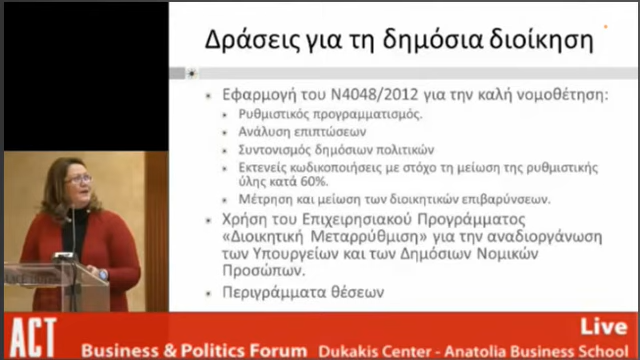 Δράσεις για τη δημόσια διοίκηση
Εφαρμογή του Ν4048/2012 για την καλή νομοθέτηση:
Ρυθμιστικός προγραμματισμός.
Ανάλυση επιπτώσεων
Συντονισμός δημόσιων πολιτικών
Εκτενείς κωδικοποιήσεις με στόχο τη μείωση της ρυθμιστικής
ύλης κατά 60%.
Μέτρηση και μείωση των διοικητικών επιβαρύνσεων.
Χρήση του Επιχειρησιακού Προγράμματος
«Διοικητική Μεταρρύθμιση» για την αναδιοργάνωση
των Υπουργείων και των Δημόσιων Νομικών
Προσώπων.
Περιγράμματα θέσεων
Live
ACT Business & Politics Forum Dukakis Center - Anatolia Business School